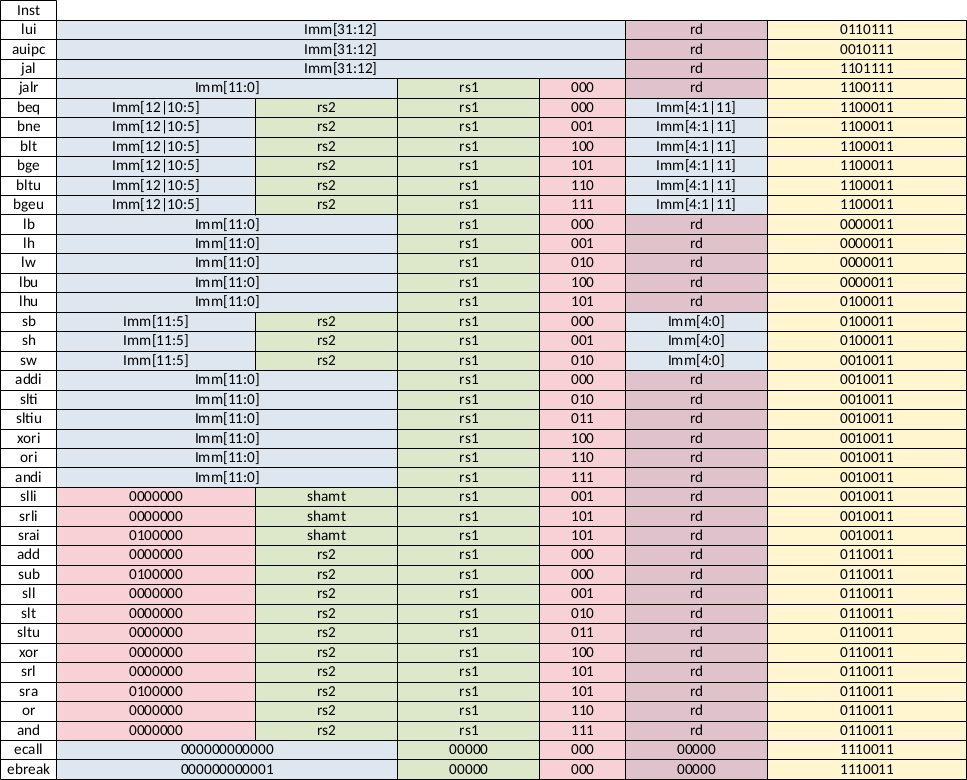 Inst
lui Imm[31:12] rd 0110111
auipc Imm[31:12] rd 0010111
jal Imm[31:12] rd 1101111
jalr Imm[11:0] rs1 000 rd 1100111
beq Imm[12|10:5] rs2 rs1 000 Imm[4:1|11] 1100011
bne Imm[12|10:5] rs2 rs1 001 Imm[4:1|11] 1100011
blt Imm[12|10:5] rs2 rs1 100 Imm[4:1|11] 1100011
bge Imm[12|10:5] rs2 rs1 101 Imm[4:1|11] 1100011
bltu Imm[12|10:5] rs2 rs1 110 Imm[4:1|11] 1100011
bgeu Imm[12|10:5] rs2 rs1 111 Imm[4:1|11] 1100011
lb Imm[11:0] rs1 000 rd 0000011
lh Imm[11:0] rs1 001 rd 0000011
lw Imm[11:0] rs1 010 rd 0000011
lbu Imm[11:0] rs1 100 rd 0000011
lhu Imm[11:0] rs1 101 rd 0100011
sb Imm[11:5] rs2 rs1 000 Imm[4:0] 0100011
sh Imm[11:5] rs2 rs1 001 Imm[4:0] 0100011
sw Imm[11:5] rs2 rs1 010 Imm[4:0] 0010011
addi Imm[11:0] rs1 000 rd 0010011
slti Imm[11:0] rs1 010 rd 0010011
sltiu Imm[11:0] rs1 011 rd 0010011
xori Imm[11:0] rs1 100 rd 0010011
ori Imm[11:0] rs1 110 rd 0010011
andi Imm[11:0] rs1 111 rd 0010011
slli 0000000 shamt rs1 001 rd 0010011
srli 0000000 shamt rs1 101 rd 0010011
srai 0100000 shamt rs1 101 rd 0010011
add 0000000 rs2 rs1 000 rd 0110011
sub 0100000 rs2 rs1 000 rd 0110011
sll 0000000 rs2 rs1 001 rd 0110011
slt 0000000 rs2 rs1 010 rd 0110011
sltu 0000000 rs2 rs1 011 rd 0110011
xor 0000000 rs2 rs1 100 rd 0110011
srl 0000000 rs2 rs1 101 rd 0110011
sra 0100000 rs2 rs1 101 rd 0110011
or 0000000 rs2 rs1 110 rd 0110011
and 0000000 rs2 rs1 111 rd 0110011
ecall 000000000000 00000 000 00000 1110011
ebreak 000000000001 00000 000 00000 1110011